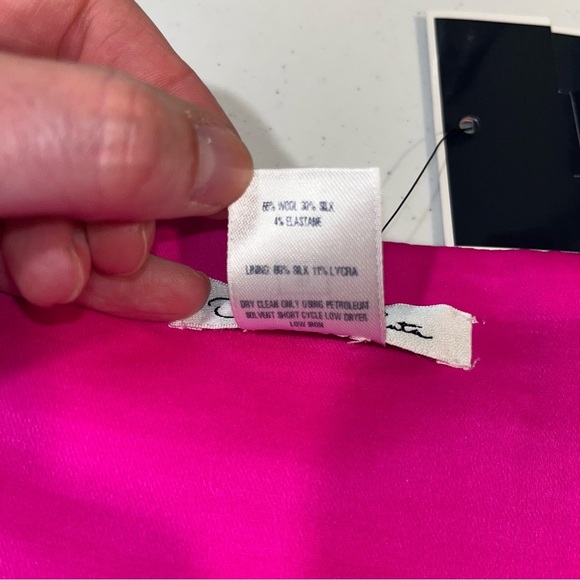 66% WOOL 30% SILK
4% ELASTANE
LINING: 89% SILK 11% LYCRA
DRY CLEAN ONLY USING PETROLEUM
SOLVENT SHORT CYCLE LOW DRYER
LOW IRON